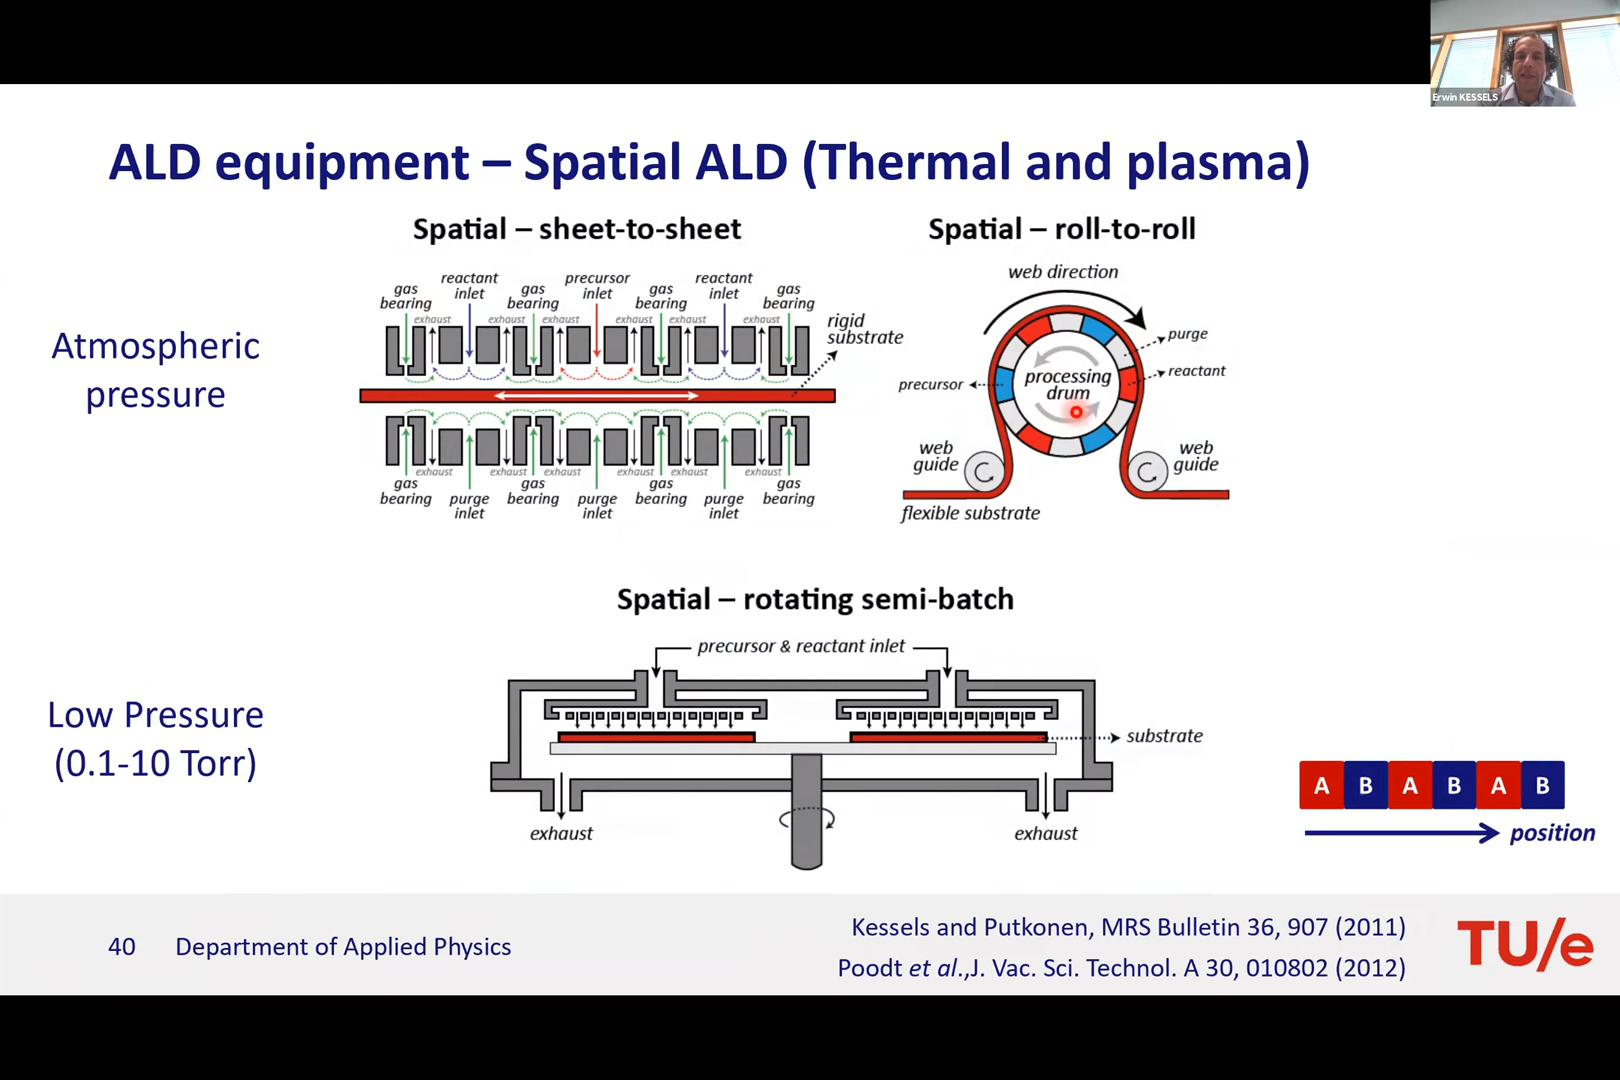 Erwin KESSELS
ALD equipment – Spatial ALD (Thermal and plasma)
Atmospheric
pressure
Spatial – sheet-to-sheet
gas
bearing
reactant
inlet
gas
bearing
precursor
inlet
gas
bearing
reactant
inlet
gas
bearing
exhaust
exhaust
exhaust
exhaust
exhaust
exhaust
rigid
substrate
exhaust
exhaust
exhaust
exhaust
exhaust
exhaust
gas
bearing
purge
inlet
gas
bearing
purge
inlet
gas
bearing
purge
inlet
gas
bearing
Spatial – roll-to-roll
web direction
purge
reactant
precursor
processing
drum
web
guide
web
guide
flexible substrate
Low Pressure
(0.1-10 Torr)
Spatial – rotating semi-batch
precursor & reactant inlet
substrate
exhaust
exhaust
A B A B A B
position
40 Department of Applied Physics
Kessels and Putkonen, MRS Bulletin 36, 907 (2011)
Poodt et al.,J. Vac. Sci. Technol. A 30, 010802 (2012)
TU/e